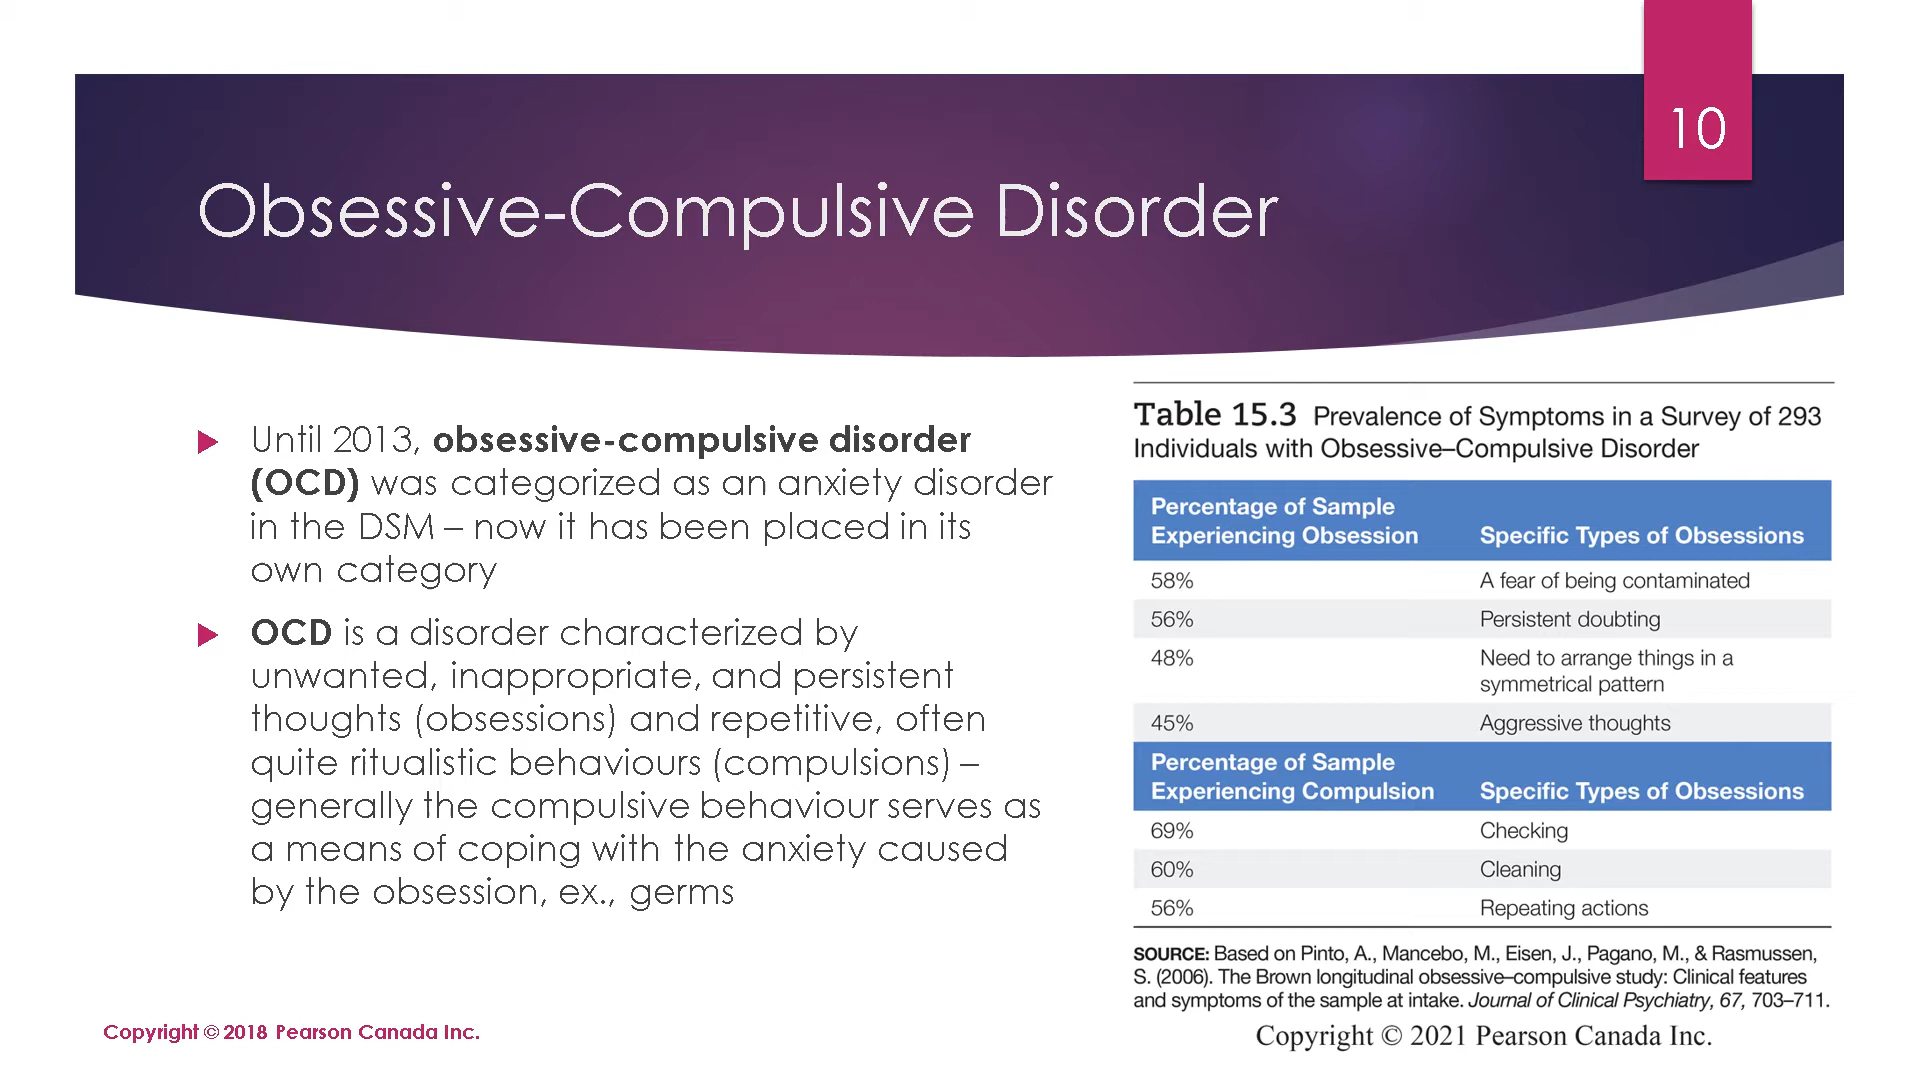 10
Obsessive-Compulsive Disorder
Until 2013, obsessive-compulsive disorder
(OCD) was categorized as an anxiety disorder
in the DSM – now it has been placed in its
own category
OCD is a disorder characterized by
unwanted, inappropriate, and persistent
thoughts (obsessions) and repetitive, often
quite ritualistic behaviours (compulsions) –
generally the compulsive behaviour serves as
a means of coping with the anxiety caused
by the obsession, ex., germs
Table 15.3 Prevalence of Symptoms in a Survey of 293
Individuals with Obsessive–Compulsive Disorder
Percentage of Sample
Experiencing Obsession Specific Types of Obsessions
58% A fear of being contaminated
56% Persistent doubting
48% Need to arrange things in a
symmetrical pattern
45% Aggressive thoughts
Percentage of Sample
Experiencing Compulsion Specific Types of Obsessions
69% Checking
60% Cleaning
56% Repeating actions
SOURCE: Based on Pinto, A., Mancebo, M., Eisen, J., Pagano, M., & Rasmussen,
S. (2006). The Brown longitudinal obsessive–compulsive study: Clinical features
and symptoms of the sample at intake. Journal of Clinical Psychiatry, 67, 703–711.
Copyright © 2018 Pearson Canada Inc.
Copyright © 2021 Pearson Canada Inc.